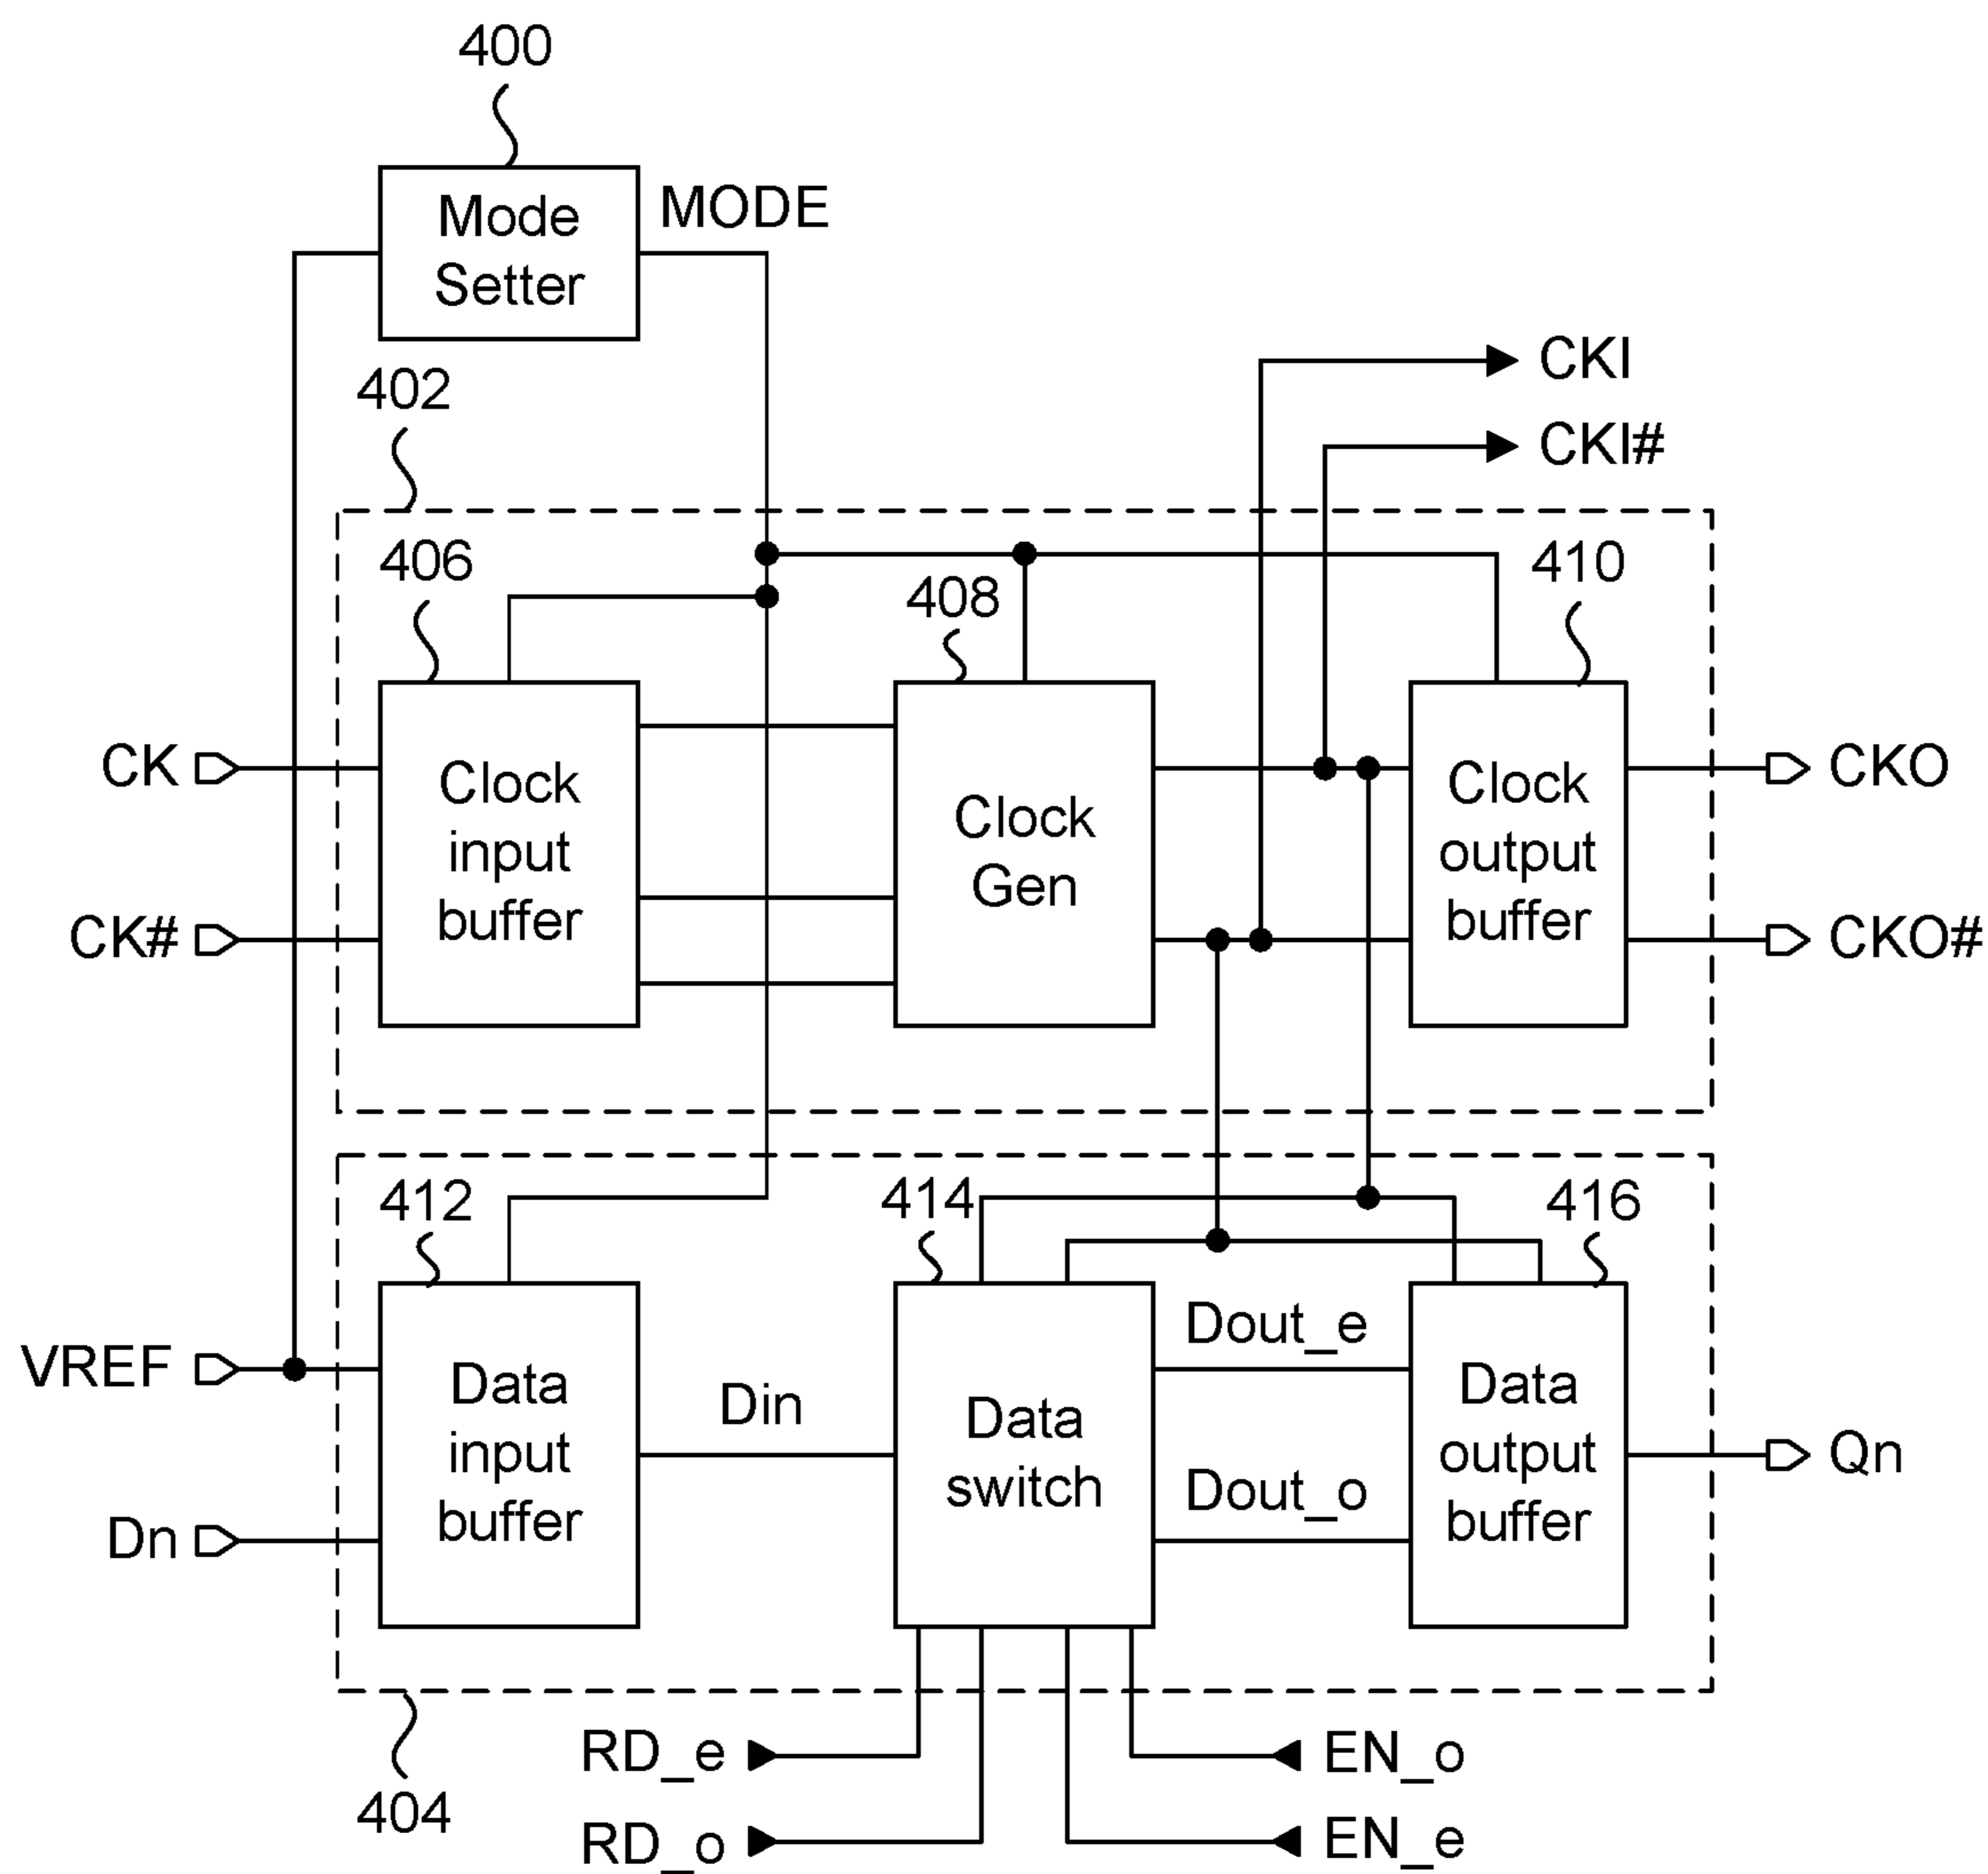 400
Mode
Setter
MODE
402
CKI
CKI#
406
408
410
CK
CK#
Clock
input
buffer
Clock
Gen
Clock
output
buffer
CKO
CKO#
412
414
416
VREF
Dn
Data
input
buffer
Din
Data
switch
Dout_e
Dout_o
Data
output
buffer
Qn
404
RD_e
RD_o
EN_o
EN_e